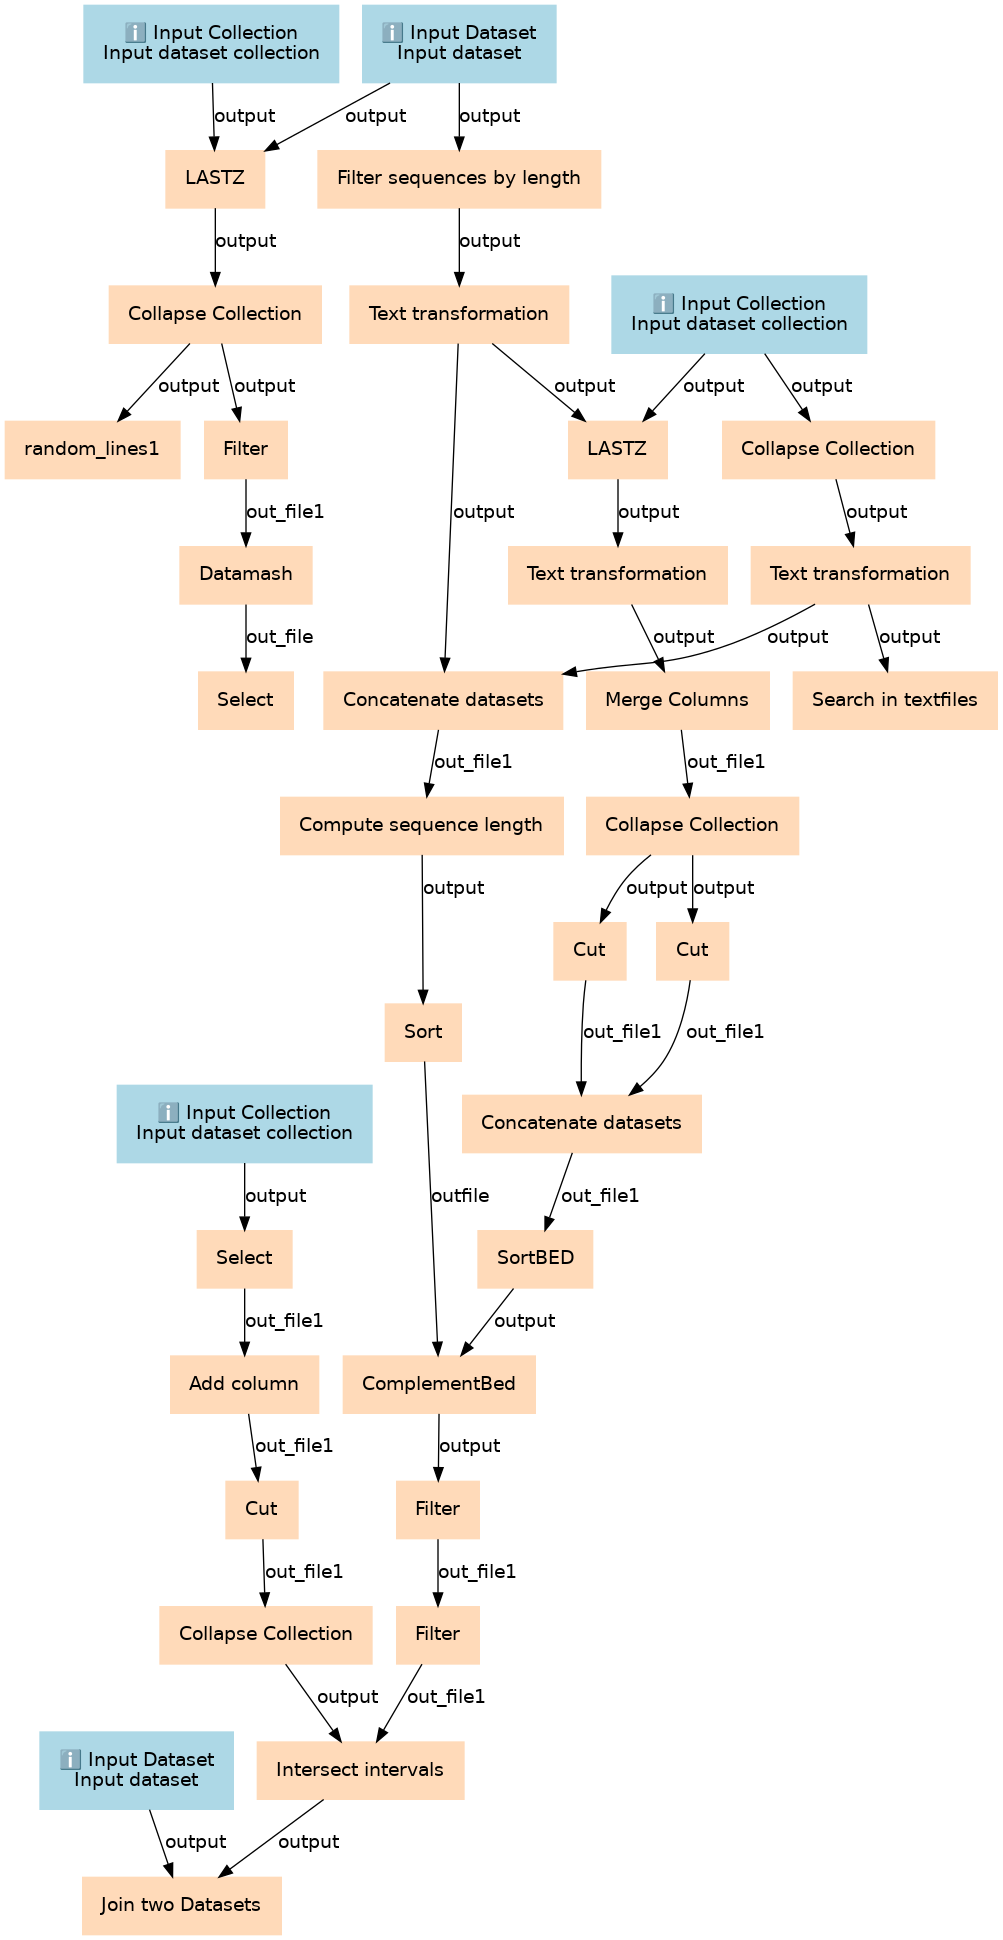 ℹ️ Input Collection
Input dataset collection
ℹ️ Input Dataset
Input dataset
output
output
output
LASTZ
Filter sequences by length
output
output
Collapse Collection
Text transformation
ℹ️ Input Collection
Input dataset collection
output
output
output
output
output
random_lines1
Filter
LASTZ
Collapse Collection
out_file1
output
output
output
Datamash
Text transformation
Text transformation
out_file
output
output
output
Select
Concatenate datasets
Merge Columns
Search in textfiles
out_file1
out_file1
Compute sequence length
Collapse Collection
output
output
output
Cut
Cut
Sort
out_file1
out_file1
ℹ️ Input Collection
Input dataset collection
Concatenate datasets
output
outfile
out_file1
Select
SortBED
out_file1
output
Add column
ComplementBed
out_file1
output
Cut
Filter
out_file1
out_file1
Collapse Collection
Filter
output
out_file1
ℹ️ Input Dataset
Input dataset
Intersect intervals
output
output
Join two Datasets